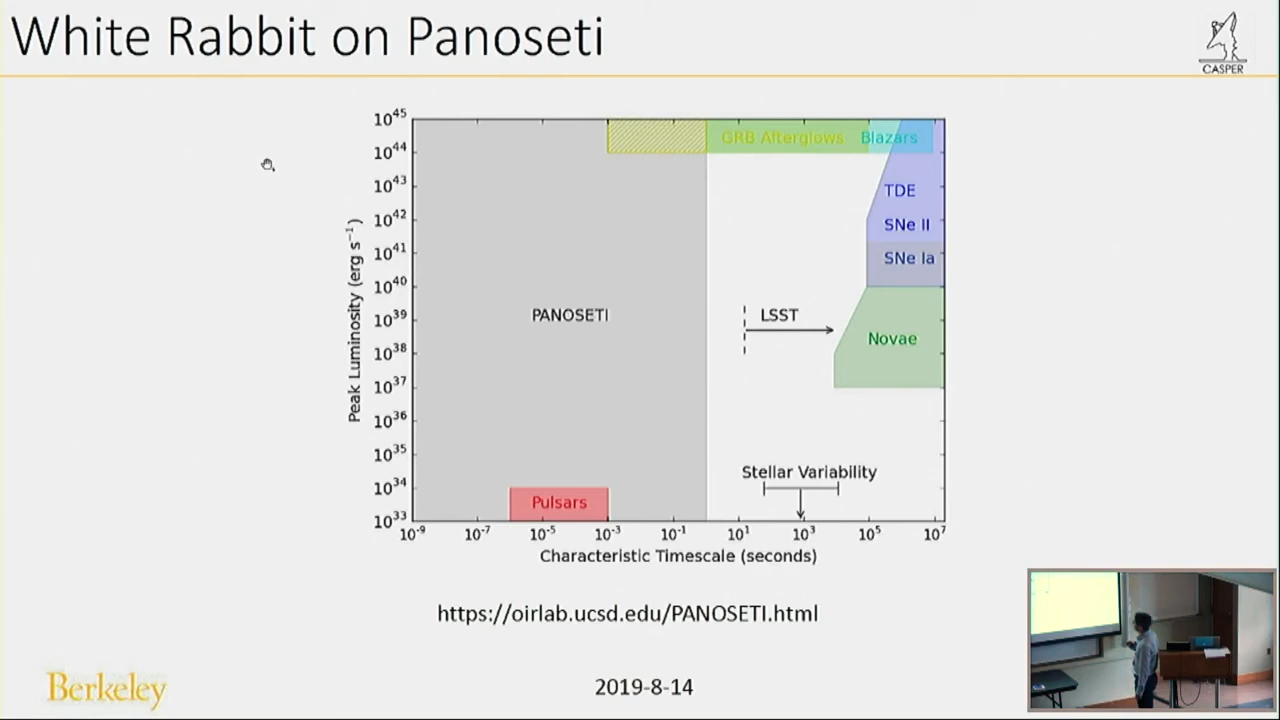 White Rabbit on Panoseti
CASPER
10^45
10^44
10^43
10^42
10^41
10^40
10^39
10^38
10^37
10^36
10^35
10^34
10^33
Peak Luminosity (erg s^−1)
GRB Afterglows
Blazars
TDE
SNe II
SNe Ia
PANOSETI
LSST
Novae
Stellar Variability
Pulsars
10^-9 10^-7 10^-5 10^-3 10^-1 10^1 10^3 10^5 10^7
Characteristic Timescale (seconds)
https://oirlab.ucsd.edu/PANOSETI.html
Berkeley
2019-8-14